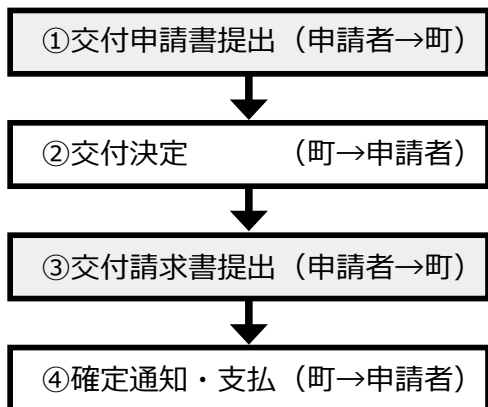 ①交付申請書提出（申請者→町）
②交付決定　　　（町→申請者）
③交付請求書提出（申請者→町）
④確定通知・支払（町→申請者）